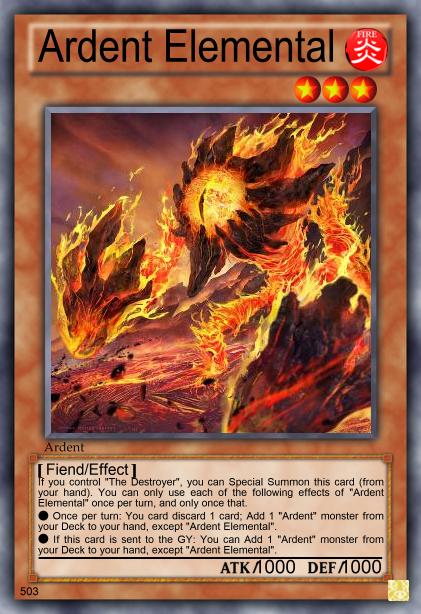 Ardent Elemental
FIRE
炎
Ardent
[ Fiend/Effect ]
If you control "The Destroyer", you can Special Summon this card (from
your hand). You can only use each of the following effects of "Ardent
Elemental" once per turn, and only once that.
● Once per turn: You card discard 1 card; Add 1 "Ardent" monster from
your Deck to your hand, except "Ardent Elemental".
● If this card is sent to the GY: You can Add 1 "Ardent" monster from
your Deck to your hand, except "Ardent Elemental".
ATK/1000 DEF/1000
503